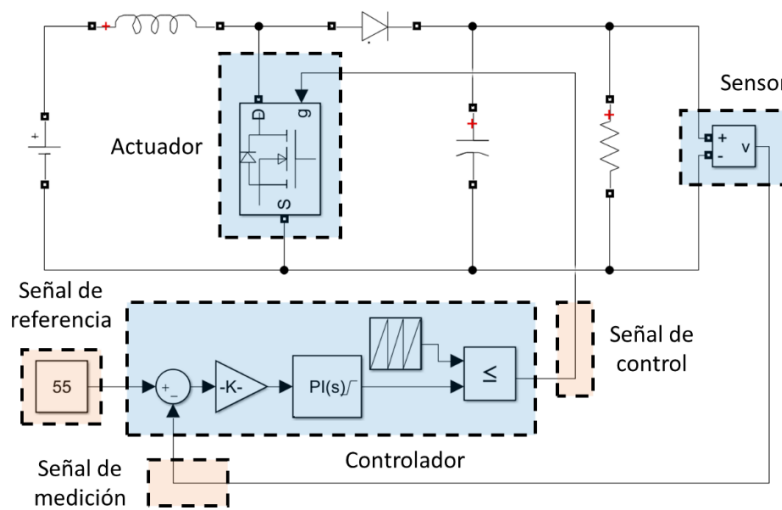 Sensor
D
g
S
Actuador
+
-
v
Señal de
referencia
55
+
-
-K-
PI(s)
≤
Señal de
control
Controlador
Señal de
medición